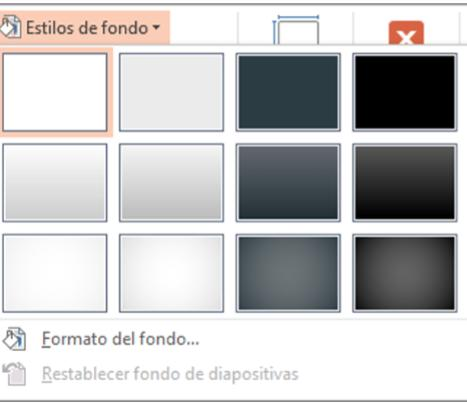 Estilos de fondo
Formato del fondo...
Restablecer fondo de diapositivas